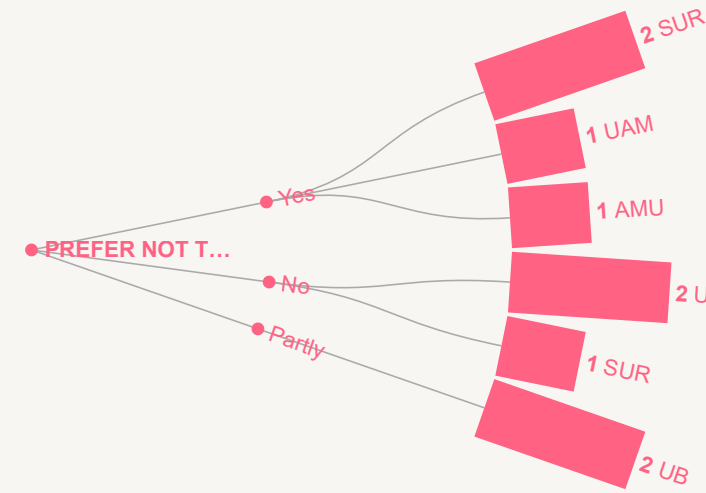 2 SUR
1 UAM
Yes
1 AMU
PREFER NOT T…
No
2 U
Partly
1 SUR
2 UB